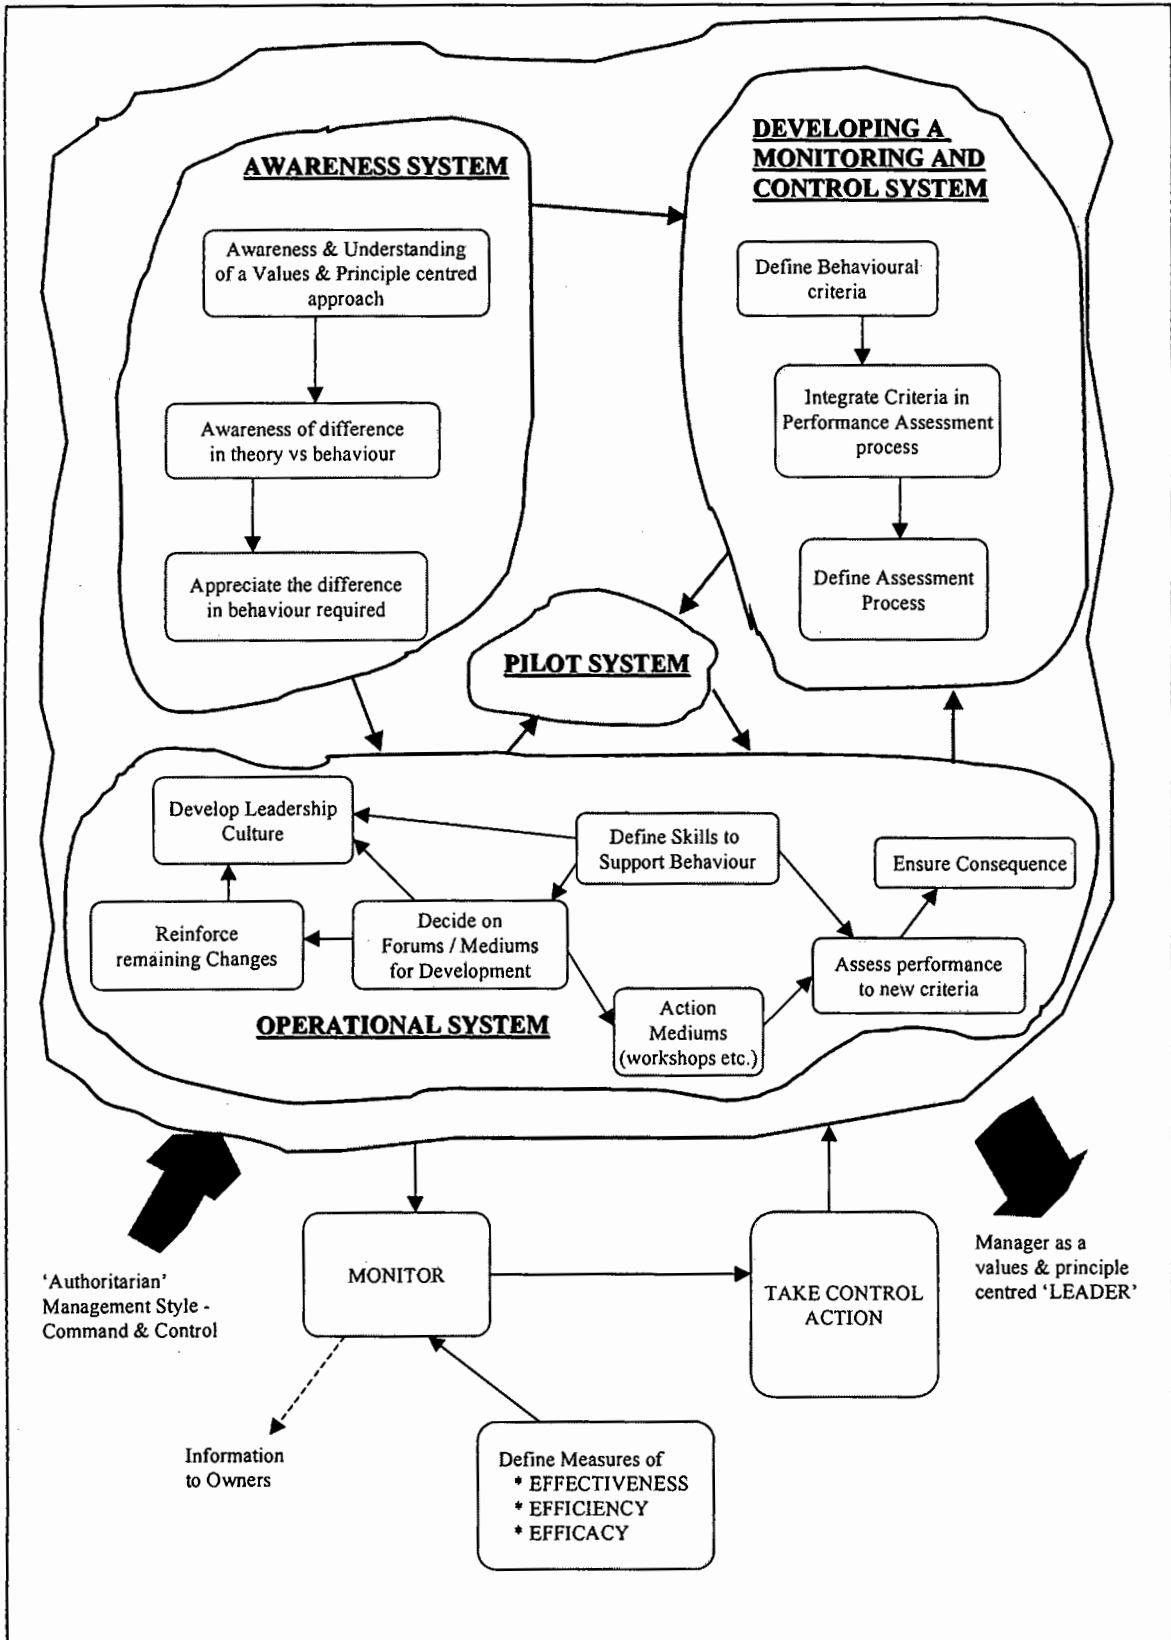 AWARENESS SYSTEM
Awareness & Understanding
of a Values & Principle centred
approach
Awareness of difference
in theory vs behaviour
Appreciate the difference
in behaviour required
DEVELOPING A
MONITORING AND
CONTROL SYSTEM
Define Behavioural
criteria
Integrate Criteria in
Performance Assessment
process
Define Assessment
Process
PILOT SYSTEM
Develop Leadership
Culture
Define Skills to
Support Behaviour
Ensure Consequence
Reinforce
remaining Changes
Decide on
Forums / Mediums
for Development
Assess performance
to new criteria
Action
Mediums
(workshops etc.)
OPERATIONAL SYSTEM
'Authoritarian'
Management Style -
Command & Control
MONITOR
TAKE CONTROL
ACTION
Manager as a
values & principle
centred 'LEADER'
Information
to Owners
Define Measures of
* EFFECTIVENESS
* EFFICIENCY
* EFFICACY